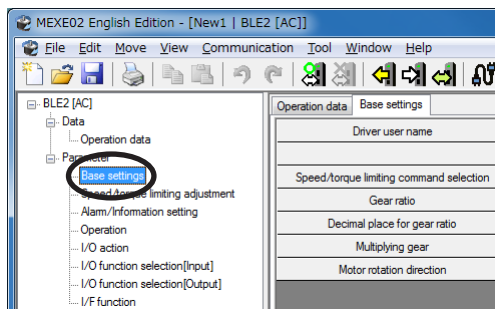 MEXE02 English Edition - [New1 | BLE2 [AC]]
File Edit Move View Communication Tool Window Help
BLE2 [AC]
Data
Operation data
Parameter
Base settings
Speed/torque limiting adjustment
Alarm/Information setting
Operation
I/O action
I/O function selection[Input]
I/O function selection[Output]
I/F function
Operation data Base settings
Driver user name
Speed/torque limiting command selection
Gear ratio
Decimal place for gear ratio
Multiplying gear
Motor rotation direction